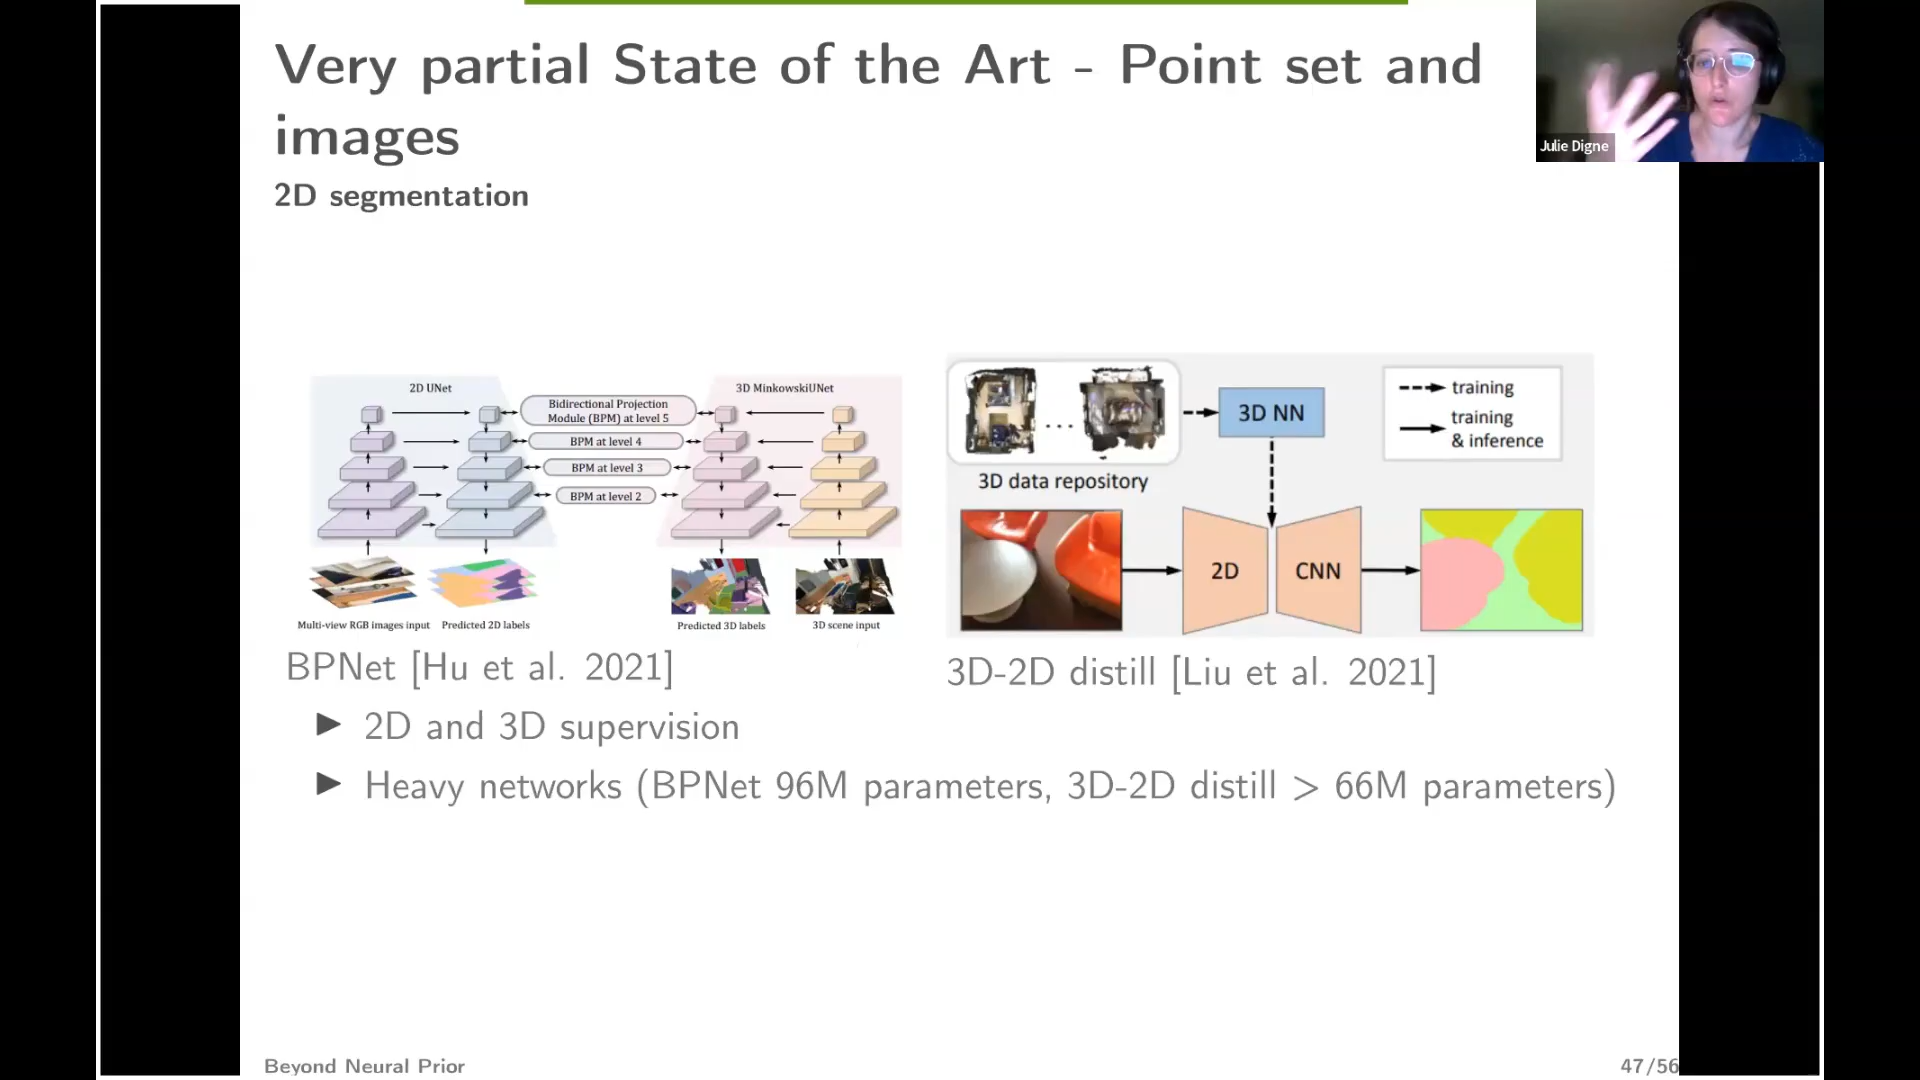 Very partial State of the Art - Point set and
images
2D segmentation
Julie Digne
2D UNet
3D MinkowskiUNet
Bidirectional Projection
Module (BPM) at level 5
BPM at level 4
BPM at level 3
BPM at level 2
Multi-view RGB images input
Predicted 2D labels
Predicted 3D labels
3D scene input
3D NN
training
training
& inference
3D data repository
2D
CNN
BPNet [Hu et al. 2021]
3D-2D distill [Liu et al. 2021]
▶ 2D and 3D supervision
▶ Heavy networks (BPNet 96M parameters, 3D-2D distill > 66M parameters)
Beyond Neural Prior
47/56